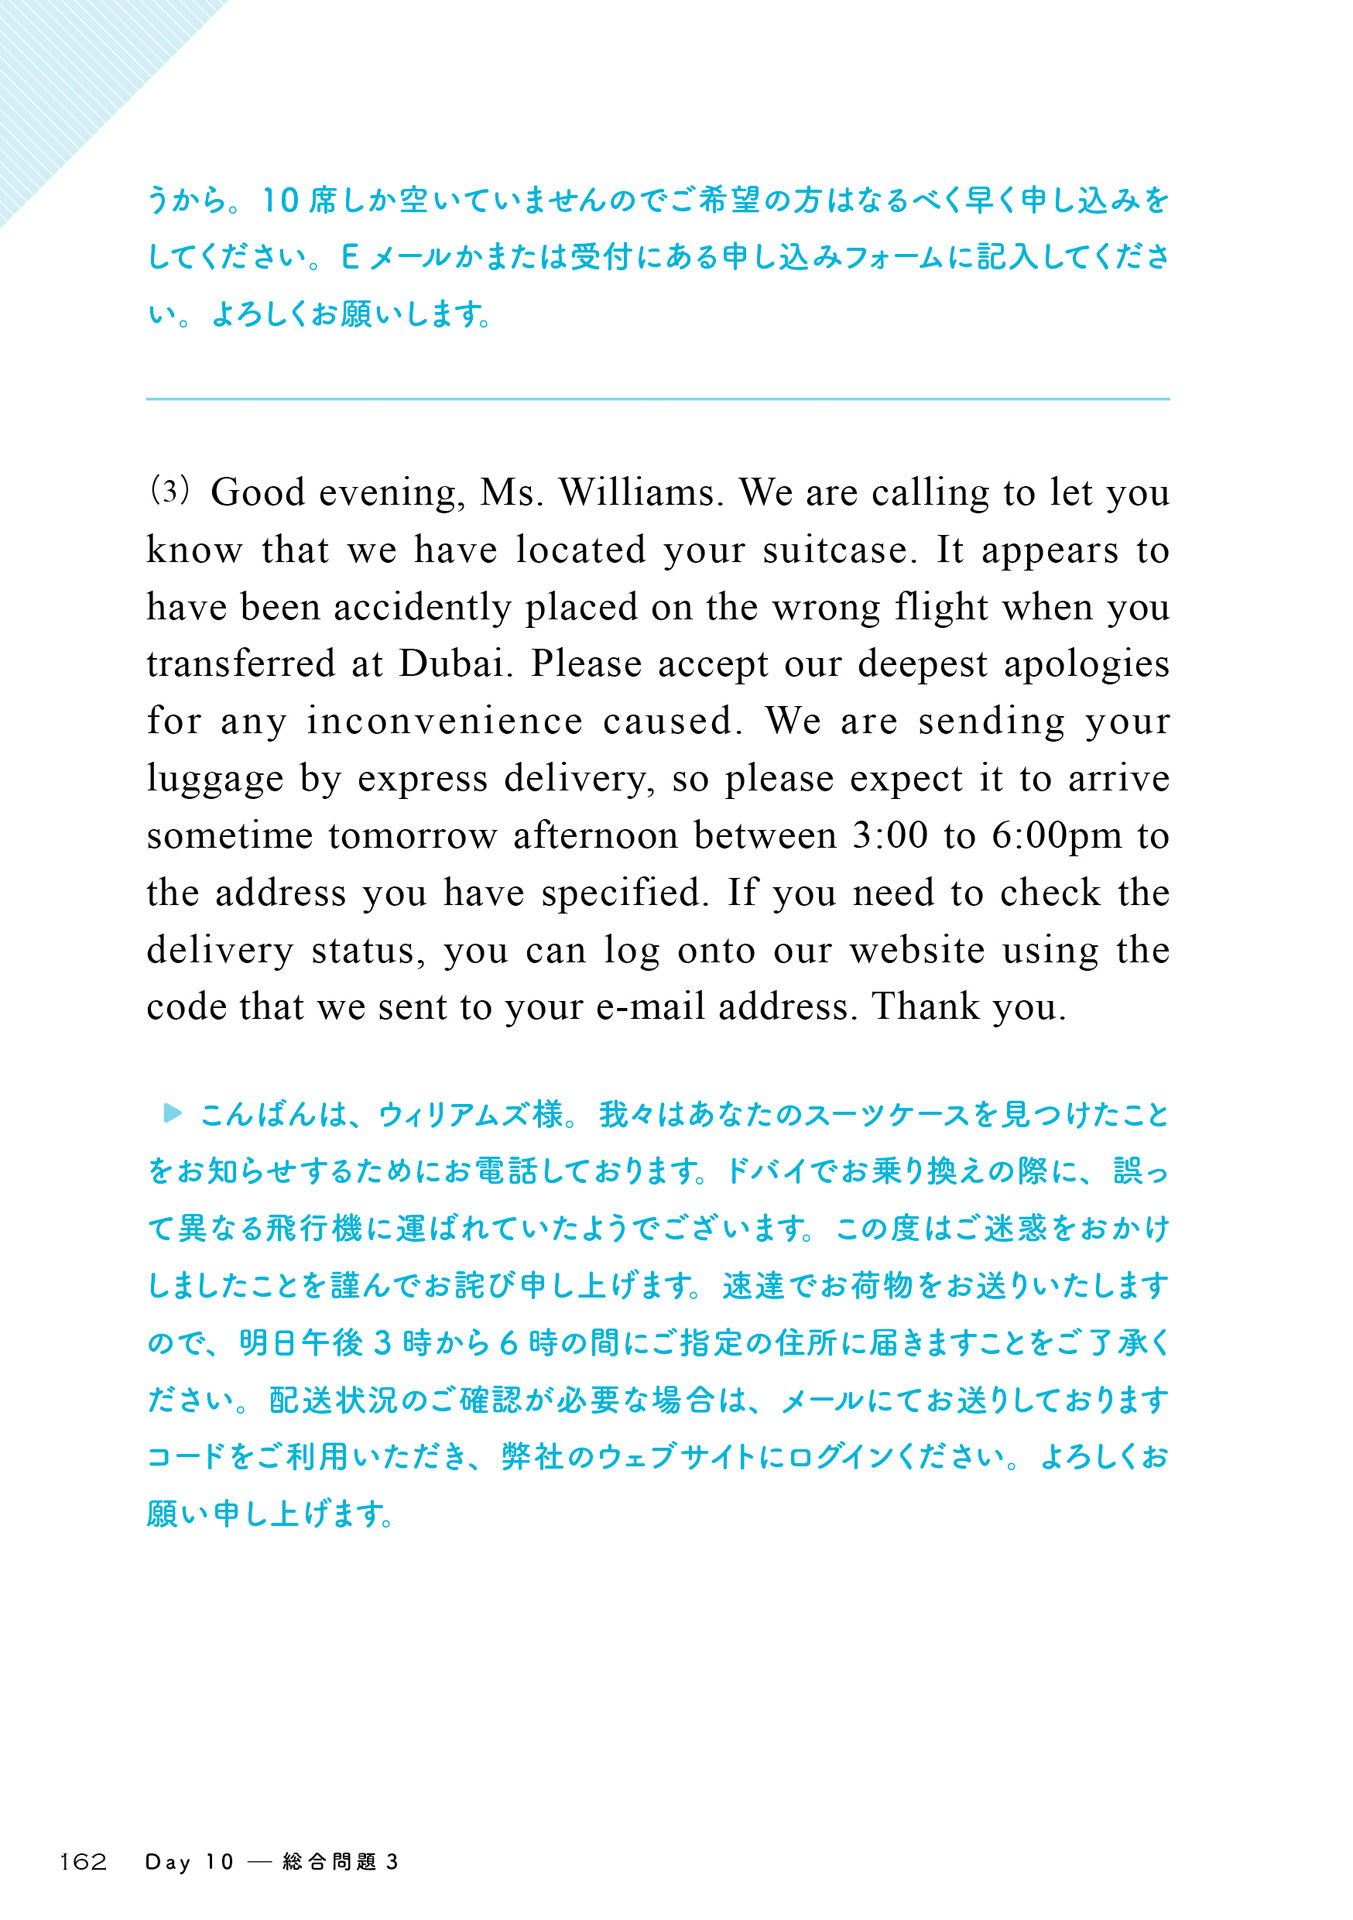 うから。10 席しか空いていませんのでご希望の方はなるべく早く申し込みを
してください。E メールかまたは受付にある申し込みフォームに記入してくださ
い。よろしくお願いします。
(3) Good evening, Ms. Williams. We are calling to let you
know that we have located your suitcase. It appears to
have been accidently placed on the wrong flight when you
transferred at Dubai. Please accept our deepest apologies
for any inconvenience caused. We are sending your
luggage by express delivery, so please expect it to arrive
sometime tomorrow afternoon between 3:00 to 6:00pm to
the address you have specified. If you need to check the
delivery status, you can log onto our website using the
code that we sent to your e-mail address. Thank you.
▶ こんばんは、ウィリアムズ様。我々はあなたのスーツケースを見つけたこと
をお知らせするためにお電話しております。ドバイでお乗り換えの際に、誤っ
て異なる飛行機に運ばれていたようでございます。この度はご迷惑をおかけ
しましたことを謹んでお詫び申し上げます。速達でお荷物をお送りいたします
ので、明日午後 3 時から 6 時の間にご指定の住所に届きますことをご了承く
ださい。配送状況のご確認が必要な場合は、メールにてお送りしております
コードをご利用いただき、弊社のウェブサイトにログインください。よろしくお
願い申し上げます。
162 Day 10 — 総合問題 3